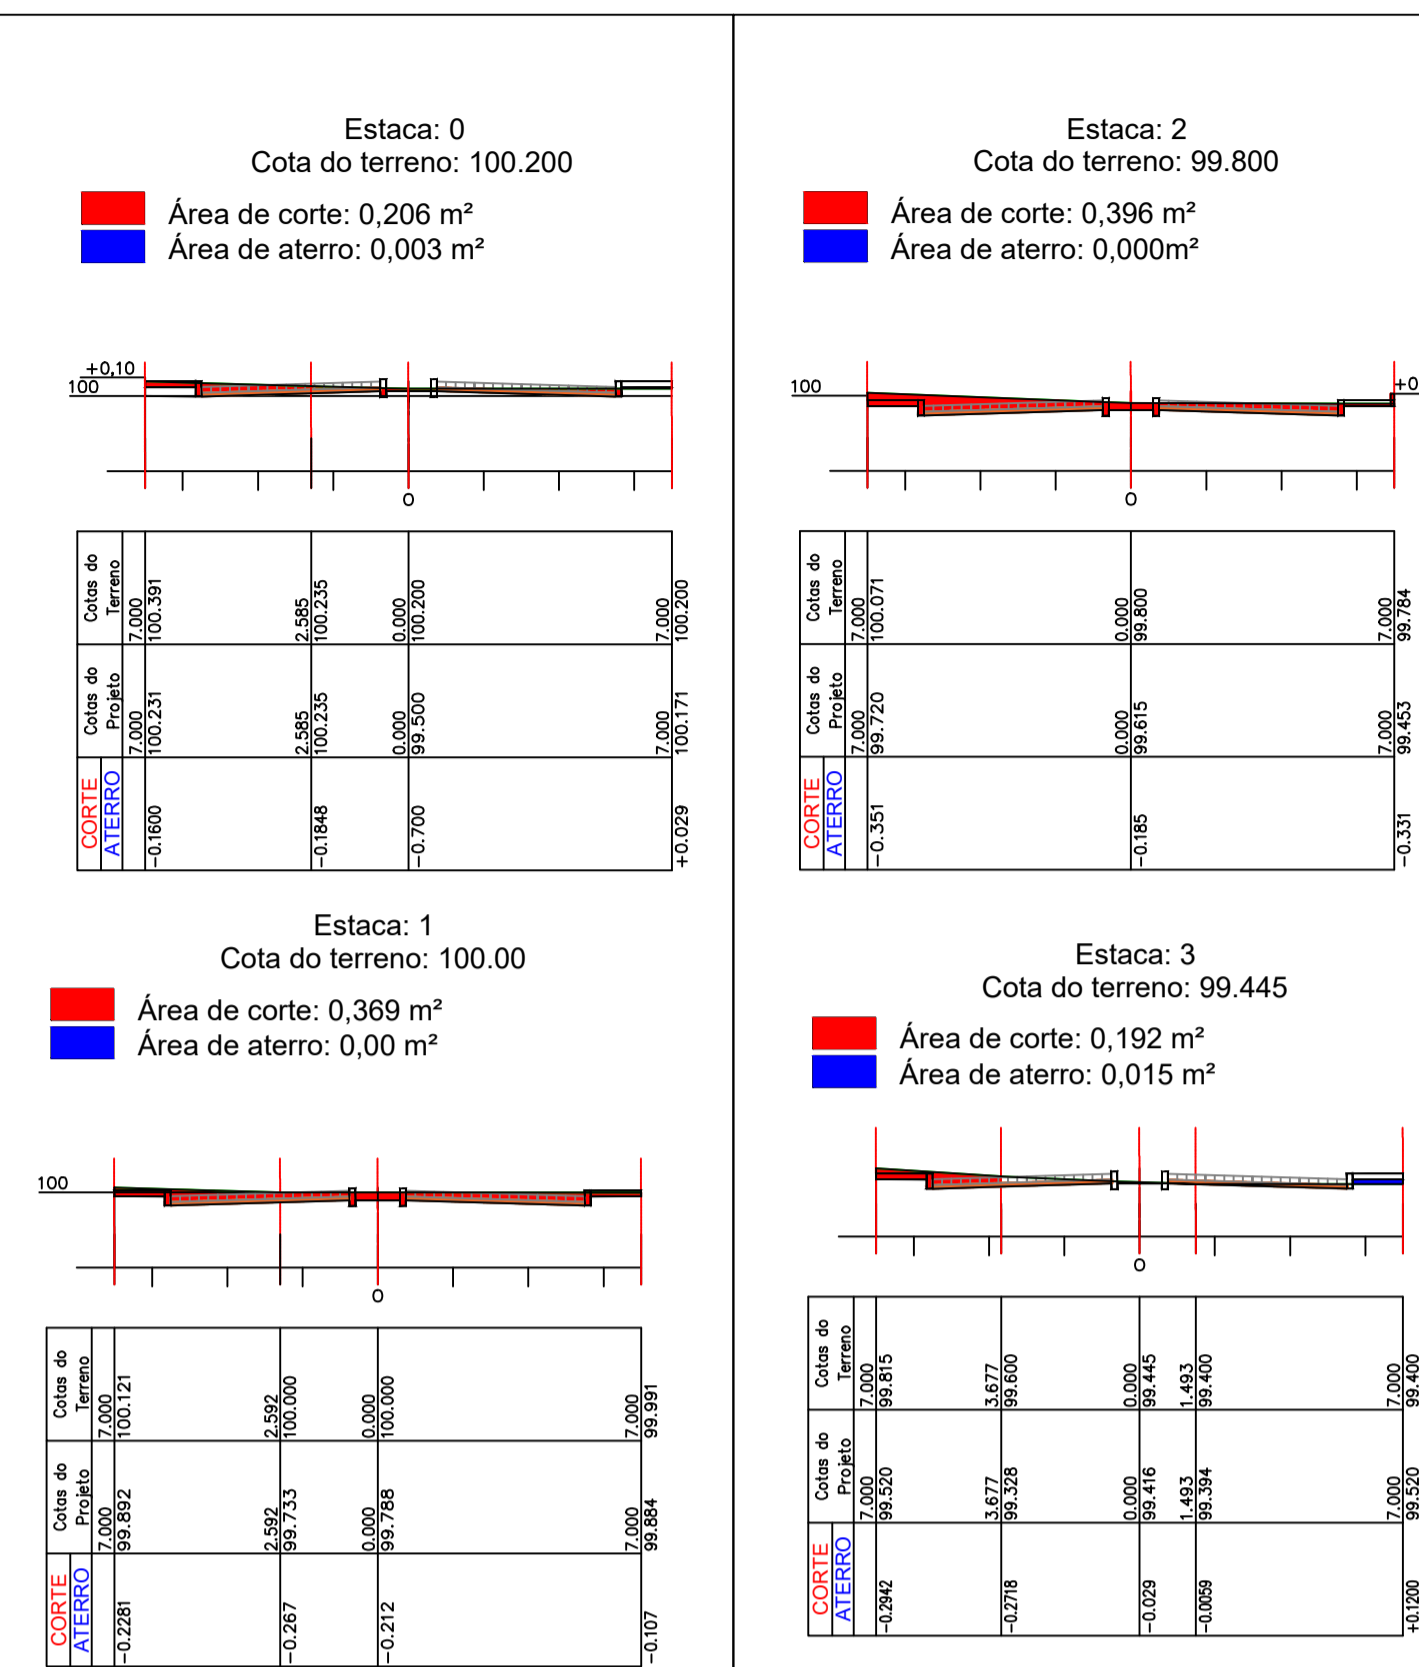 Estaca: 0
Cota do terreno: 100.200
Área de corte: 0,206 m²
Área de aterro: 0,003 m²
+0,10
100
0
Cotas do
Terreno
7.000
100.391
2.585
100.235
0.000
100.200
7.000
100.200
Cotas do
Projeto
7.000
100.231
2.585
100.235
0.000
99.500
7.000
100.171
CORTE
ATERRO
-0.1600
-0.1848
-0.700
+0.029
Estaca: 1
Cota do terreno: 100.00
Área de corte: 0,369 m²
Área de aterro: 0,00 m²
100
0
Cotas do
Terreno
7.000
100.121
2.592
100.000
0.000
100.000
7.000
99.991
Cotas do
Projeto
7.000
99.892
2.592
99.733
0.000
99.788
7.000
99.884
CORTE
ATERRO
-0.2281
-0.267
-0.212
-0.107
Estaca: 2
Cota do terreno: 99.800
Área de corte: 0,396 m²
Área de aterro: 0,000m²
100
+0
0
Cotas do
Terreno
7.000
100.071
0.000
99.800
7.000
99.784
Cotas do
Projeto
7.000
99.720
0.000
99.615
7.000
99.453
CORTE
ATERRO
-0.351
-0.185
-0.331
Estaca: 3
Cota do terreno: 99.445
Área de corte: 0,192 m²
Área de aterro: 0,015 m²
0
Cotas do
Terreno
7.000
99.815
3.677
99.600
0.000
99.445
1.493
99.400
7.000
99.400
Cotas do
Projeto
7.000
99.520
3.677
99.328
0.000
99.416
1.493
99.394
7.000
99.520
CORTE
ATERRO
-0.2942
-0.2718
-0.029
-0.0059
+0.1200